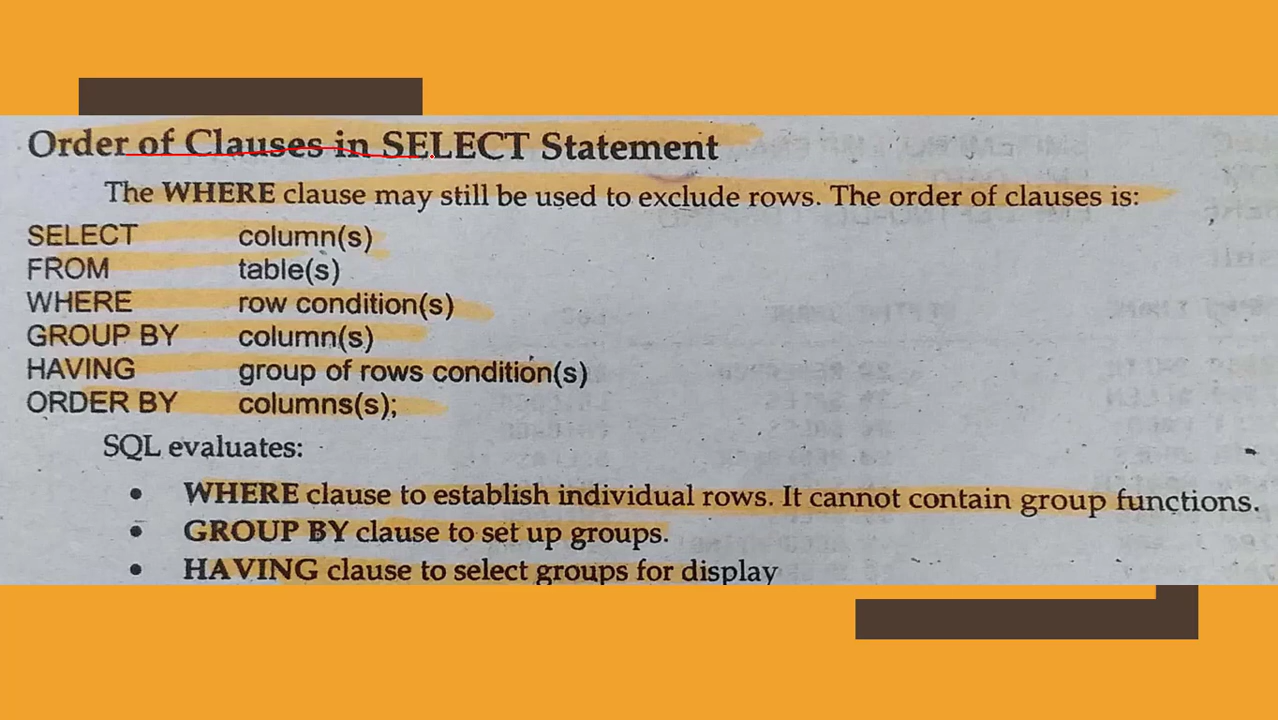 Order of Clauses in SELECT Statement
The WHERE clause may still be used to exclude rows. The order of clauses is:
SELECT column(s)
FROM table(s)
WHERE row condition(s)
GROUP BY column(s)
HAVING group of rows condition(s)
ORDER BY columns(s);
SQL evaluates:
• WHERE clause to establish individual rows. It cannot contain group functions.
• GROUP BY clause to set up groups.
• HAVING clause to select groups for display